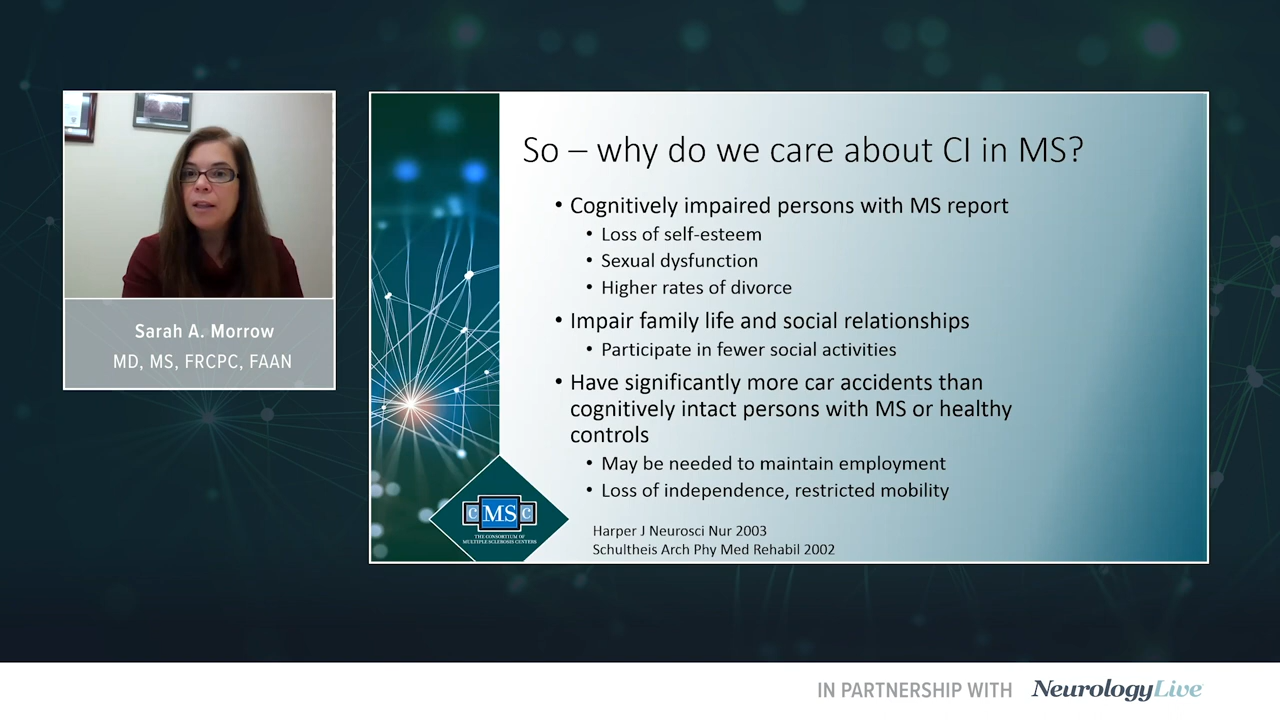 Sarah A. Morrow
MD, MS, FRCPC, FAAN
So – why do we care about CI in MS?
• Cognitively impaired persons with MS report
• Loss of self-esteem
• Sexual dysfunction
• Higher rates of divorce
• Impair family life and social relationships
• Participate in fewer social activities
• Have significantly more car accidents than
cognitively intact persons with MS or healthy
controls
• May be needed to maintain employment
• Loss of independence, restricted mobility
Harper J Neurosci Nur 2003
Schultheis Arch Phy Med Rehabil 2002
CMSC
THE CONSORTIUM OF
MULTIPLE SCLEROSIS CENTERS
IN PARTNERSHIP WITH NeurologyLive